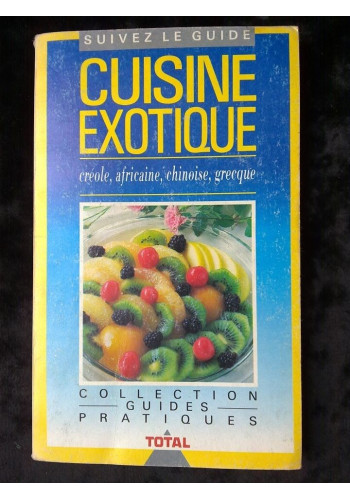 SUIVEZ LE GUIDE
CUISINE
EXOTIQUE
créole, africaine, chinoise, grecque
COLLECTION
GUIDES
PRATIQUES
TOTAL